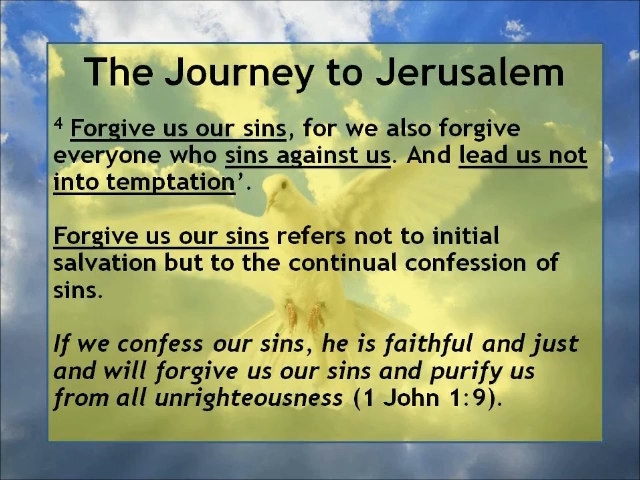 The Journey to Jerusalem
4 Forgive us our sins, for we also forgive
everyone who sins against us. And lead us not
into temptation’.
Forgive us our sins refers not to initial
salvation but to the continual confession of
sins.
If we confess our sins, he is faithful and just
and will forgive us our sins and purify us
from all unrighteousness (1 John 1:9).